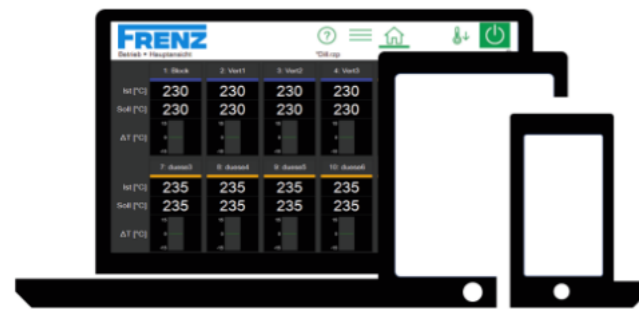 FRENZ
Betrieb • Hauptansicht
1: Block 2: Vert1 3: Vert2 4: Vert3
Ist [°C] 230 230 230 230
Soll [°C] 230 230 230 230
ΔT [°C]
7: duese3 8: duese4 9: duese5 10: duese6
Ist [°C] 235 235 235 235
Soll [°C] 235 235 235 235
ΔT [°C]